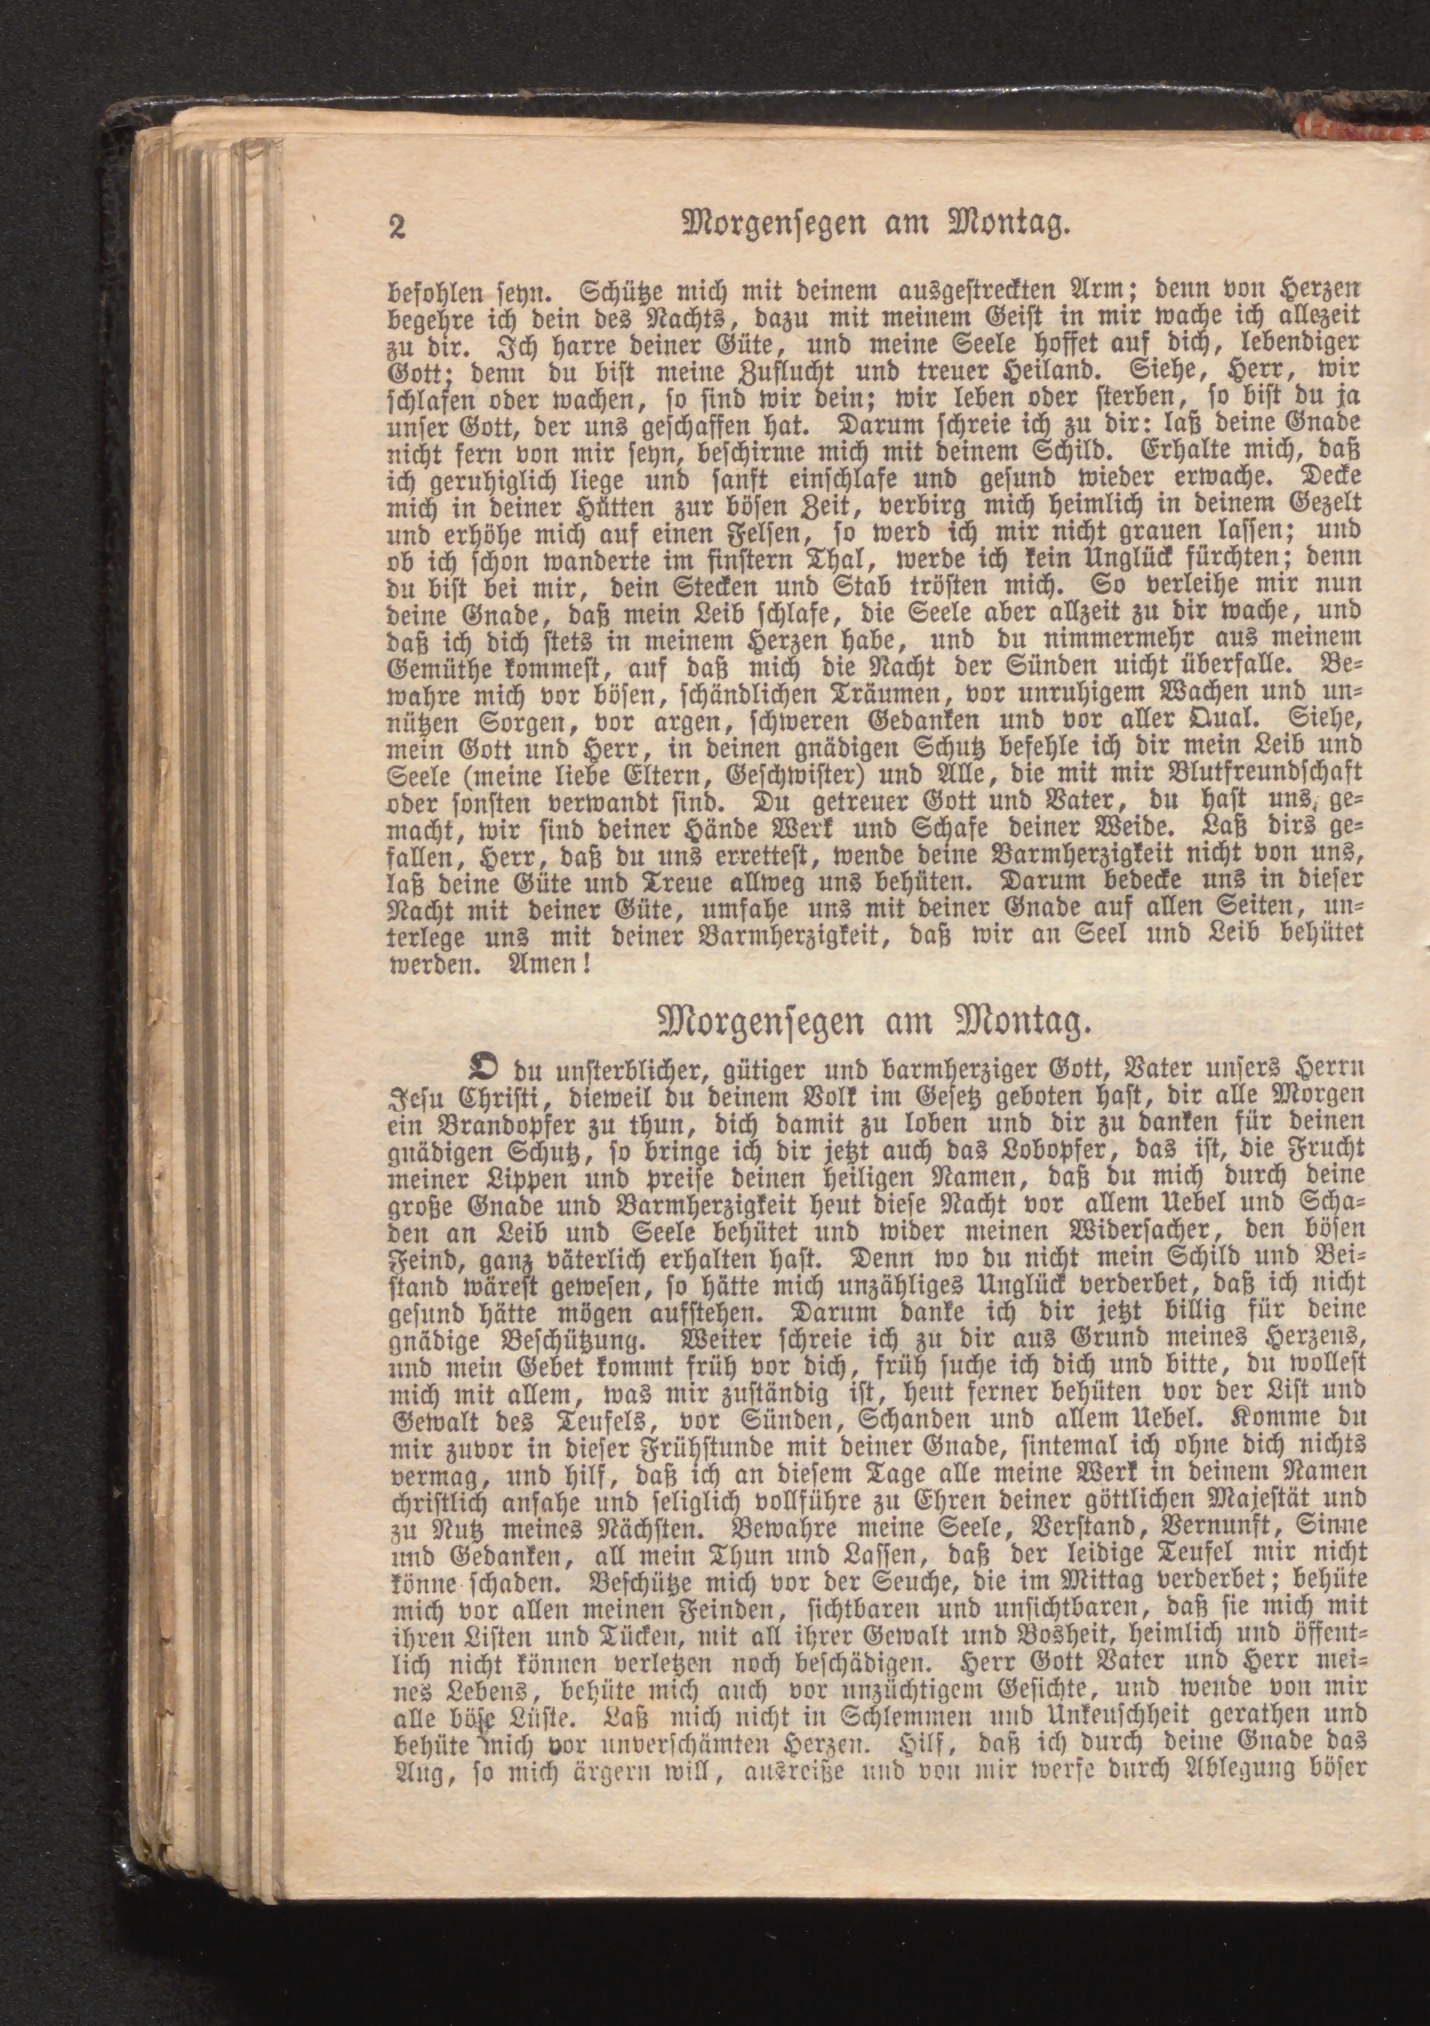 2 Morgensegen am Montag.
befohlen seyn. Schütze mich mit deinem ausgestreckten Arm; denn von Herzen
begehre ich dein des Nachts, dazu mit meinem Geist in mir wache ich allezeit
zu dir. Ich harre deiner Güte, und meine Seele hoffet auf dich, lebendiger
Gott; denn du bist meine Zuflucht und treuer Heiland. Siehe, Herr, wir
schlafen oder wachen, so sind wir dein; wir leben oder sterben, so bist du ja
unser Gott, der uns geschaffen hat. Darum schreie ich zu dir: laß deine Gnade
nicht fern von mir seyn, beschirme mich mit deinem Schild. Erhalte mich, daß
ich geruhiglich liege und sanft einschlafe und gesund wieder erwache. Decke
mich in deiner Hütten zur bösen Zeit, verbirg mich heimlich in deinem Gezelt
und erhöhe mich auf einen Felsen, so werd ich mir nicht grauen lassen; und
ob ich schon wanderte im finstern Thal, werde ich kein Unglück fürchten; denn
du bist bei mir, dein Stecken und Stab trösten mich. So verleihe mir nun
deine Gnade, daß mein Leib schlafe, die Seele aber allzeit zu dir wache, und
daß ich dich stets in meinem Herzen habe, und du nimmermehr aus meinem
Gemüthe kommest, auf daß mich die Nacht der Sünden nicht überfalle. Be-
wahre mich vor bösen, schändlichen Träumen, vor unruhigem Wachen und un-
nützen Sorgen, vor argen, schweren Gedanken und vor aller Qual. Siehe,
mein Gott und Herr, in deinen gnädigen Schutz befehle ich dir mein Leib und
Seele (meine liebe Eltern, Geschwister) und Alle, die mit mir Blutfreundschaft
oder sonsten verwandt sind. Du getreuer Gott und Vater, du hast uns ge-
macht, wir sind deiner Hände Werk und Schafe deiner Weide. Laß dirs ge-
fallen, Herr, daß du uns errettest, wende deine Barmherzigkeit nicht von uns,
laß deine Güte und Treue allweg uns behüten. Darum bedecke uns in dieser
Nacht mit deiner Güte, umfahe uns mit deiner Gnade auf allen Seiten, un-
terlege uns mit deiner Barmherzigkeit, daß wir an Seel und Leib behütet
werden. Amen!
Morgensegen am Montag.
O du unsterblicher, gütiger und barmherziger Gott, Vater unsers Herrn
Jesu Christi, dieweil du deinem Volk im Gesetz geboten hast, dir alle Morgen
ein Brandopfer zu thun, dich damit zu loben und dir zu danken für deinen
gnädigen Schutz, so bringe ich dir jetzt auch das Lobopfer, das ist, die Frucht
meiner Lippen und preise deinen heiligen Namen, daß du mich durch deine
große Gnade und Barmherzigkeit heut diese Nacht vor allem Uebel und Scha-
den an Leib und Seele behütet und wider meinen Widersacher, den bösen
Feind, ganz väterlich erhalten hast. Denn wo du nicht mein Schild und Bei-
stand wärest gewesen, so hätte mich unzähliges Unglück verderbet, daß ich nicht
gesund hätte mögen aufstehen. Darum danke ich dir jetzt billig für deine
gnädige Beschützung. Weiter schreie ich zu dir aus Grund meines Herzens,
und mein Gebet kommt früh vor dich, früh suche ich dich und bitte, du wollest
mich mit allem, was mir zuständig ist, heut ferner behüten vor der List und
Gewalt des Teufels, vor Sünden, Schanden und allem Uebel. Komme du
mir zuvor in dieser Frühstunde mit deiner Gnade, sintemal ich ohne dich nichts
vermag, und hilf, daß ich an diesem Tage alle meine Werk in deinem Namen
christlich anfahe und seliglich vollführe zu Ehren deiner göttlichen Majestät und
zu Nutz meines Nächsten. Bewahre meine Seele, Verstand, Vernunft, Sinne
und Gedanken, all mein Thun und Lassen, daß der leidige Teufel mir nicht
könne schaden. Beschütze mich vor der Seuche, die im Mittag verderbet; behüte
mich vor allen meinen Feinden, sichtbaren und unsichtbaren, daß sie mich mit
ihren Listen und Tücken, mit all ihrer Gewalt und Bosheit, heimlich und öffent-
lich nicht können verletzen noch beschädigen. Herr Gott Vater und Herr mei-
nes Lebens, behüte mich auch vor unzüchtigem Gesichte, und wende von mir
alle böse Lüste. Laß mich nicht in Schlemmen und Unkeuschheit gerathen und
behüte mich vor unverschämten Herzen. Hilf, daß ich durch deine Gnade das
Aug, so mich ärgern will, ausreiße und von mir werfe durch Ablegung böser